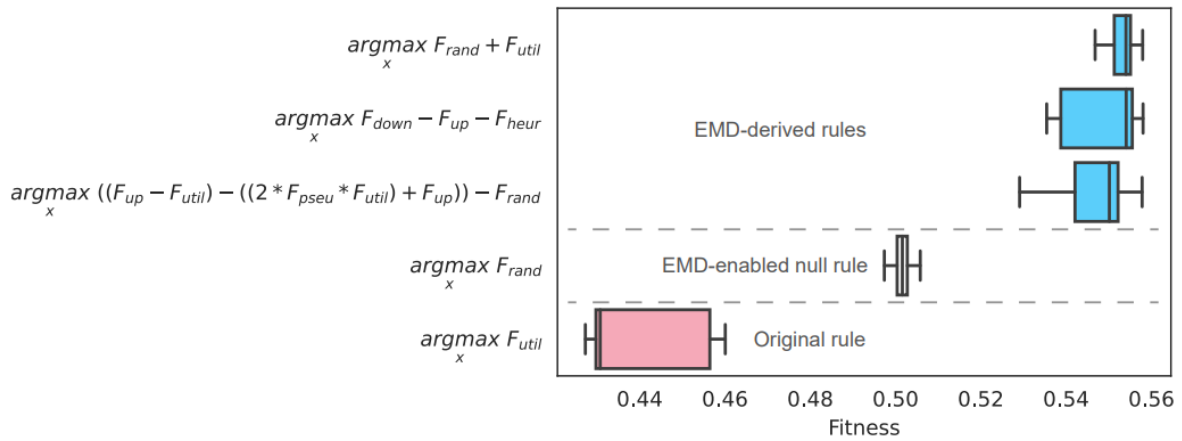 argmax F_rand + F_util
x
argmax F_down − F_up − F_heur
x
EMD-derived rules
argmax ((F_up − F_util) − ((2 * F_pseu * F_util) + F_up)) − F_rand
x
argmax F_rand
x
EMD-enabled null rule
argmax F_util
x
Original rule
0.44 0.46 0.48 0.50 0.52 0.54 0.56
Fitness